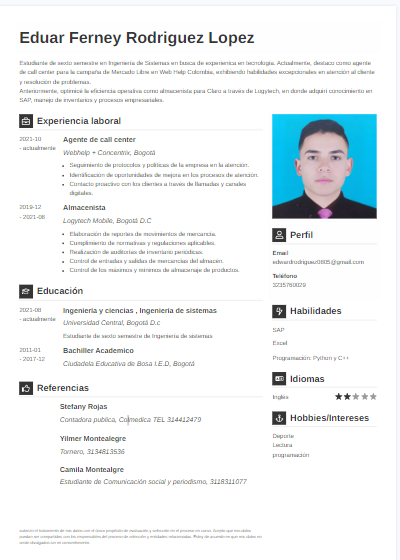 Eduar Ferney Rodriguez Lopez
Estudiante de sexto semestre en Ingeniería de Sistemas en busca de experiencia en tecnología. Actualmente, destaco como agente
de call center para la campaña de Mercado Libre en Web Help Colombia, exhibiendo habilidades excepcionales en atención al cliente
y resolución de problemas.
Anteriormente, optimicé la eficiencia operativa como almacenista para Claro a través de Logytech, en donde adquirí conocimiento en
SAP, manejo de inventarios y procesos empresariales.
Experiencia laboral
2021-10
- actualmente
Agente de call center
Webhelp + Concentrix, Bogotá
• Seguimiento de protocolos y políticas de la empresa en la atención.
• Identificación de oportunidades de mejora en los procesos de atención.
• Contacto proactivo con los clientes a través de llamadas y canales
digitales.
2019-12
- 2021-06
Almacenista
Logytech Mobile, Bogotá D.C
• Elaboración de reportes de movimientos de mercancía.
• Cumplimiento de normativas y regulaciones aplicables.
• Realización de auditorías de inventario periódicas.
• Control de entradas y salidas de mercancías del almacén.
• Control de los máximos y mínimos de almacenaje de productos.
Educación
2021-08
- actualmente
Ingeniería y ciencias , Ingeniería de sistemas
Universidad Central, Bogotá D.c
Estudiante de sexto semestre de Ingeniería de sistemas
2011-01
- 2017-12
Bachiller Academico
Ciudadela Educativa de Bosa I.E.D, Bogotá
Referencias
Stefany Rojas
Contadora publica, Colmedica TEL 314412479
Yilmer Montealegre
Tornero, 3134813536
Camila Montealgre
Estudiante de Comunicación social y periodismo, 3118311077
Perfil
Email
edwardrodriguez0805@gmail.com
Teléfono
3235760029
Habilidades
SAP
Excel
Programación: Python y C++
Idiomas
Inglés
Hobbies/Intereses
Deporte
Lectura
programación